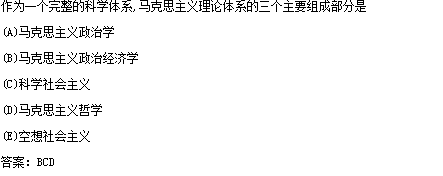 作为一个完整的科学体系,马克思主义理论体系的三个主要组成部分是
(A)马克思主义政治学
(B)马克思主义政治经济学
(C)科学社会主义
(D)马克思主义哲学
(E)空想社会主义
答案: BCD